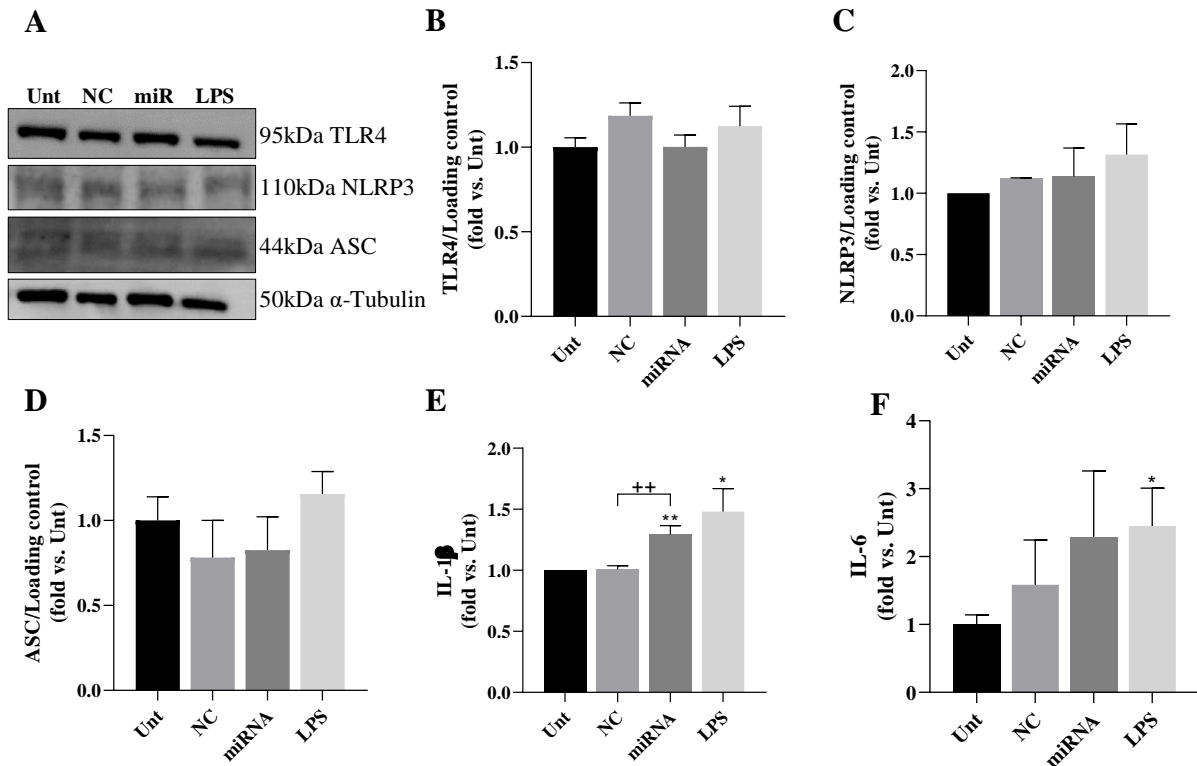 A
Unt NC miR LPS
95kDa TLR4
110kDa NLRP3
44kDa ASC
50kDa α-Tubulin
B
TLR4/Loading control
(fold vs. Unt)
1.5
1.0
0.5
0.0
Unt
NC
miRNA
LPS
C
NLRP3/Loading control
(fold vs. Unt)
2.0
1.5
1.0
0.5
0.0
Unt
NC
miRNA
LPS
D
ASC/Loading control
(fold vs. Unt)
1.5
1.0
0.5
0.0
Unt
NC
miRNA
LPS
E
IL-1β
(fold vs. Unt)
2.0
1.5
1.0
0.5
0.0
++
**
*
Unt
NC
miRNA
LPS
F
IL-6
(fold vs. Unt)
4
3
2
1
0
*
Unt
NC
miRNA
LPS